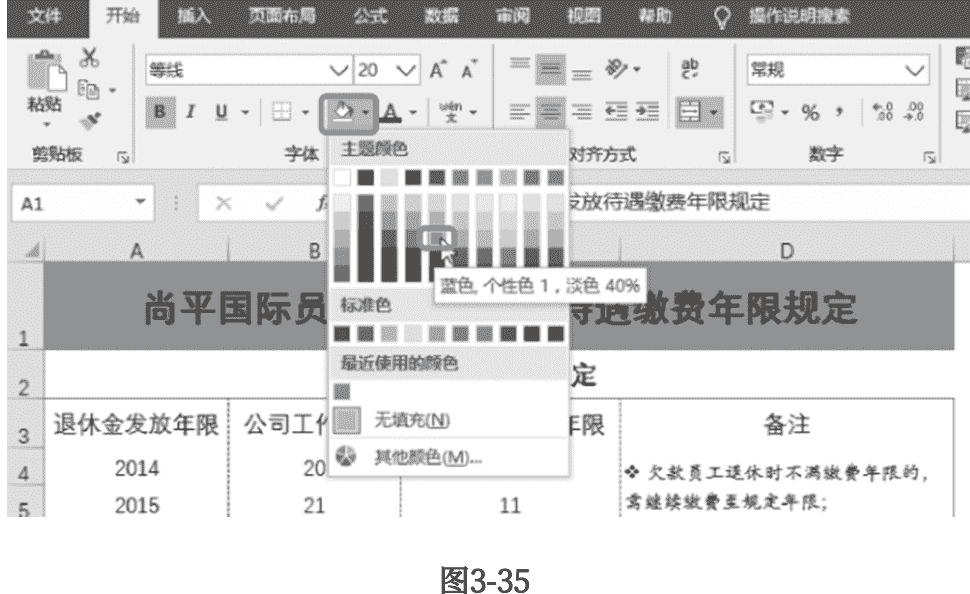 文件 开始 插入 页面布局 公式 数据 审阅 视图 帮助 操作说明搜索
等线 20 A A ab 常规
粘贴 B I U A wén 文 % , .00
剪贴板 字体 对齐方式 数字
主题颜色
A1 发放待遇缴费年限规定
A B D
蓝色, 个性色 1, 淡色 40%
1 尚平国际员 待遇缴费年限规定
标准色
最近使用的颜色
2 定
无填充(N)
3 退休金发放年限 公司工作 年限 备注
其他颜色(M)...
4 2014 20 ❖ 欠款员工退休时不满缴费年限的,
需继续缴费至规定年限;
5 2015 21 11
图3-35